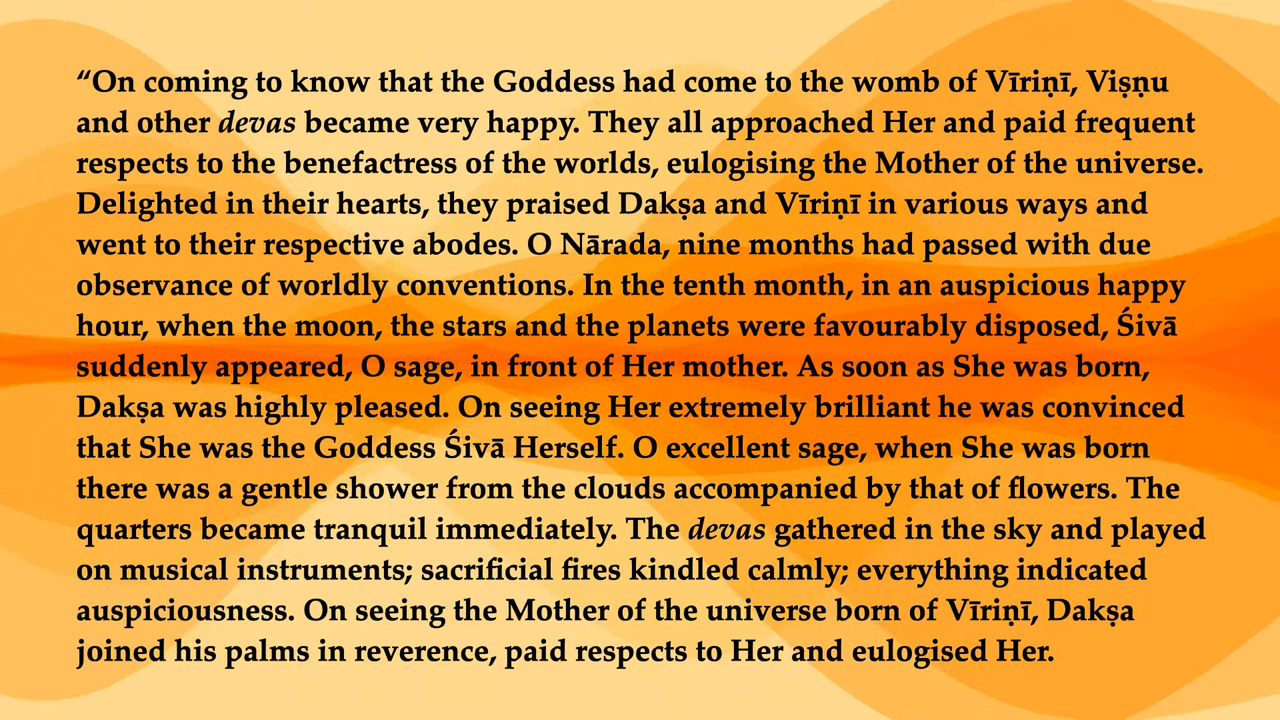 “On coming to know that the Goddess had come to the womb of Vīriṇī, Viṣṇu
and other devas became very happy. They all approached Her and paid frequent
respects to the benefactress of the worlds, eulogising the Mother of the universe.
Delighted in their hearts, they praised Dakṣa and Vīriṇī in various ways and
went to their respective abodes. O Nārada, nine months had passed with due
observance of worldly conventions. In the tenth month, in an auspicious happy
hour, when the moon, the stars and the planets were favourably disposed, Śivā
suddenly appeared, O sage, in front of Her mother. As soon as She was born,
Dakṣa was highly pleased. On seeing Her extremely brilliant he was convinced
that She was the Goddess Śivā Herself. O excellent sage, when She was born
there was a gentle shower from the clouds accompanied by that of flowers. The
quarters became tranquil immediately. The devas gathered in the sky and played
on musical instruments; sacrificial fires kindled calmly; everything indicated
auspiciousness. On seeing the Mother of the universe born of Vīriṇī, Dakṣa
joined his palms in reverence, paid respects to Her and eulogised Her.